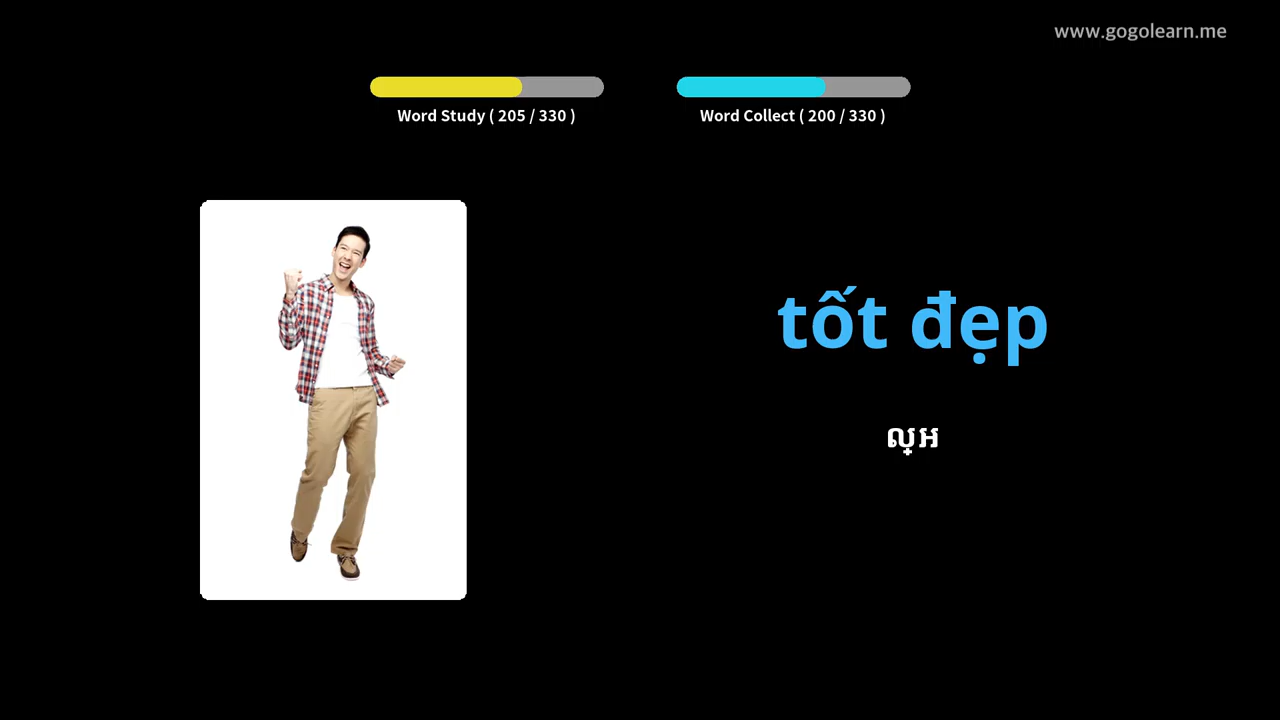 www.gogolearn.me
Word Study ( 205 / 330 )
Word Collect ( 200 / 330 )
tốt đẹp
ល្អ